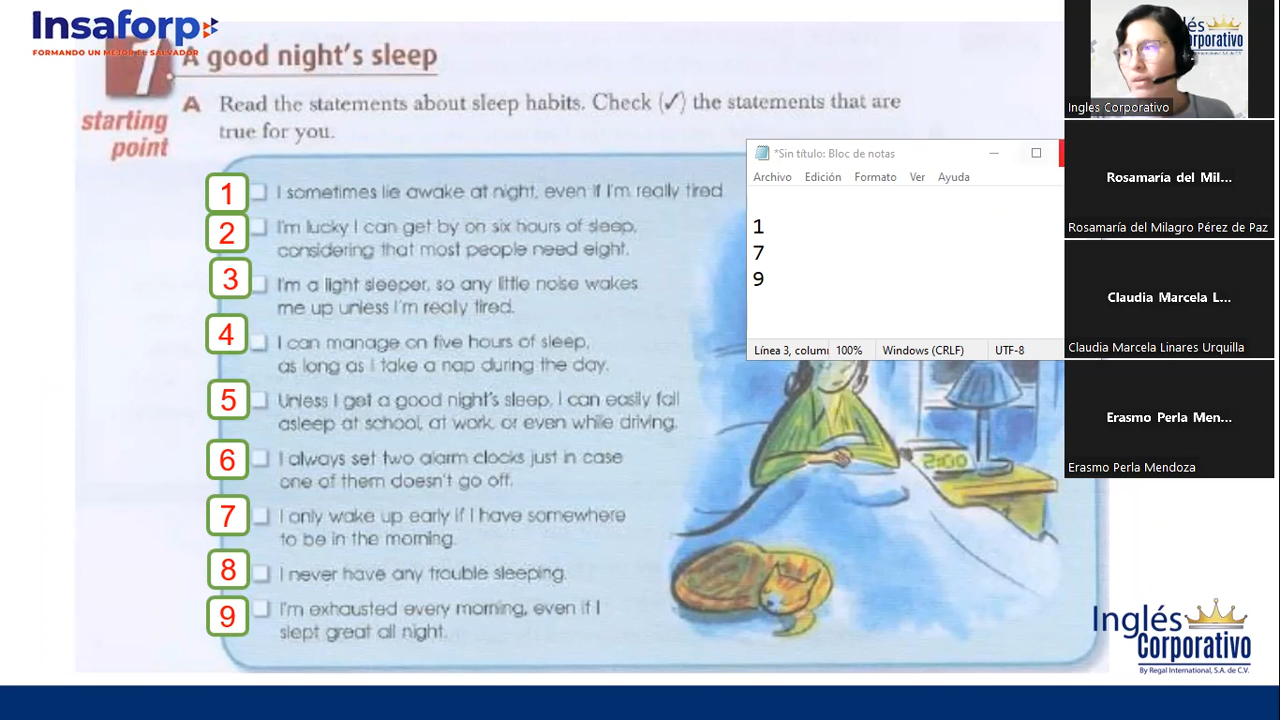 Insaforp
FORMANDO UN MEJOR EL SALVADOR
1
A good night's sleep
starting
point
A Read the statements about sleep habits. Check (✓) the statements that are
true for you.
1 I sometimes lie awake at night, even if I'm really tired.
2 I'm lucky I can get by on six hours of sleep,
considering that most people need eight.
3 I'm a light sleeper, so any little noise wakes
me up unless I'm really tired.
4 I can manage on five hours of sleep,
as long as I take a nap during the day.
5 Unless I get a good night's sleep, I can easily fall
asleep at school, at work, or even while driving.
6 I always set two alarm clocks just in case
one of them doesn't go off.
7 I only wake up early if I have somewhere
to be in the morning.
8 I never have any trouble sleeping.
9 I'm exhausted every morning, even if I
slept great all night.
2:00
*Sin título: Bloc de notas
Archivo Edición Formato Ver Ayuda
1
7
9
Línea 3, column 100% Windows (CRLF) UTF-8
Inglés Corporativo
Rosamaría del Mil...
Rosamaría del Milagro Pérez de Paz
Claudia Marcela L...
Claudia Marcela Linares Urquilla
Erasmo Perla Men...
Erasmo Perla Mendoza
Inglés
Corporativo
By Regal International, S.A. de C.V.